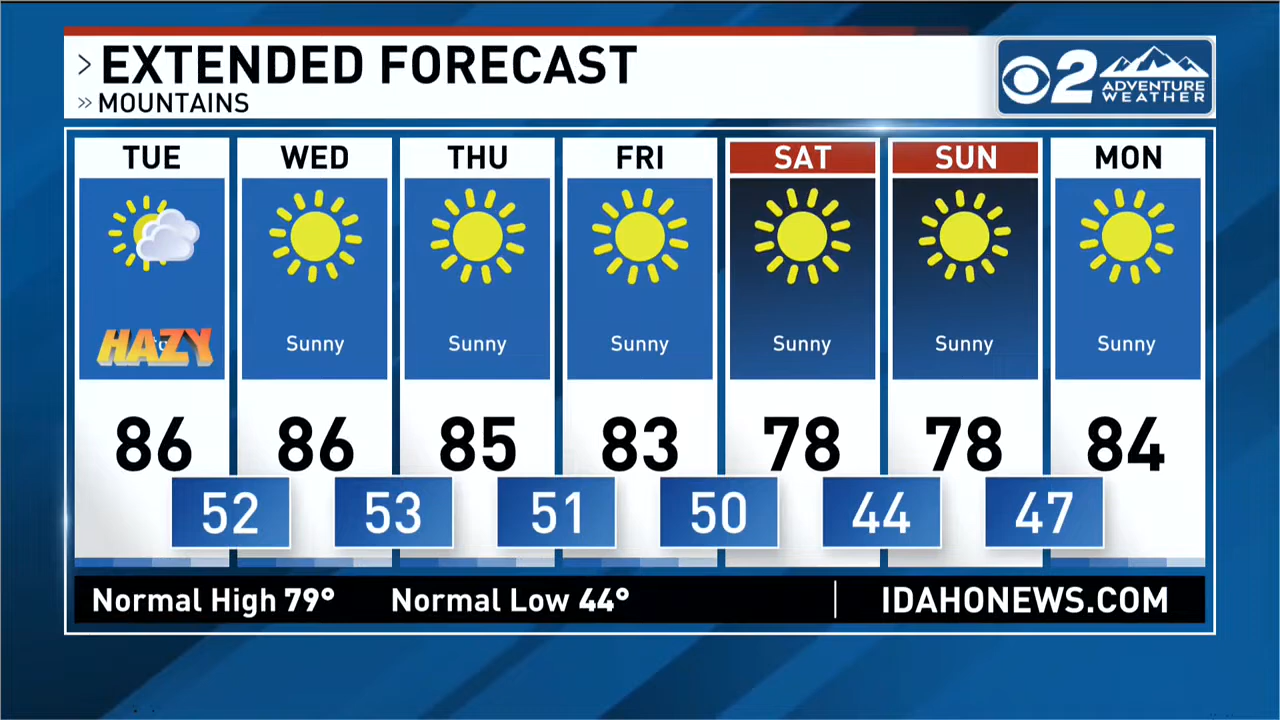 > EXTENDED FORECAST
» MOUNTAINS
2 ADVENTURE WEATHER
TUE WED THU FRI SAT SUN MON
HAZY Sunny Sunny Sunny Sunny Sunny Sunny
86 86 85 83 78 78 84
52 53 51 50 44 47
Normal High 79° Normal Low 44° | IDAHONEWS.COM